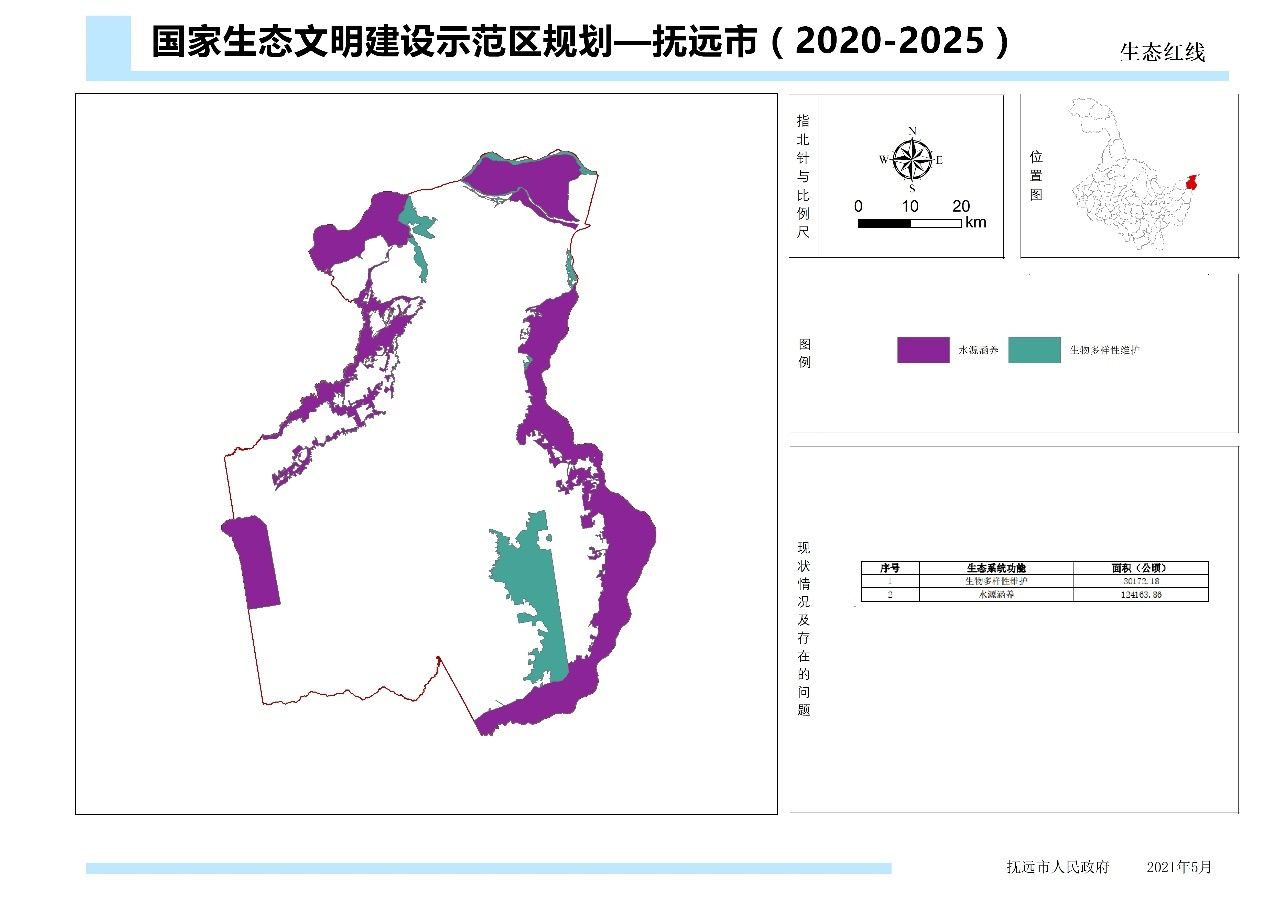 国家生态文明建设示范区规划—抚远市（2020-2025）
生态红线
指北针与比例尺
N
W E
S
0 10 20
km
位置图
图例
水源涵养 生物多样性维护
现状情况及存在的问题
序号 生态系统功能 面积（公顷）
1 生物多样性维护 30172.18
2 水源涵养 124163.86
抚远市人民政府 2021年5月